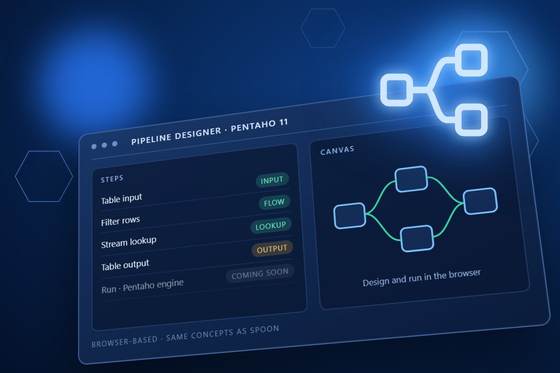 PIPELINE DESIGNER · PENTAHO 11
STEPS
Table input INPUT
Filter rows FLOW
Stream lookup LOOKUP
Table output OUTPUT
Run · Pentaho engine COMING SOON
CANVAS
Design and run in the browser
BROWSER-BASED · SAME CONCEPTS AS SPOON